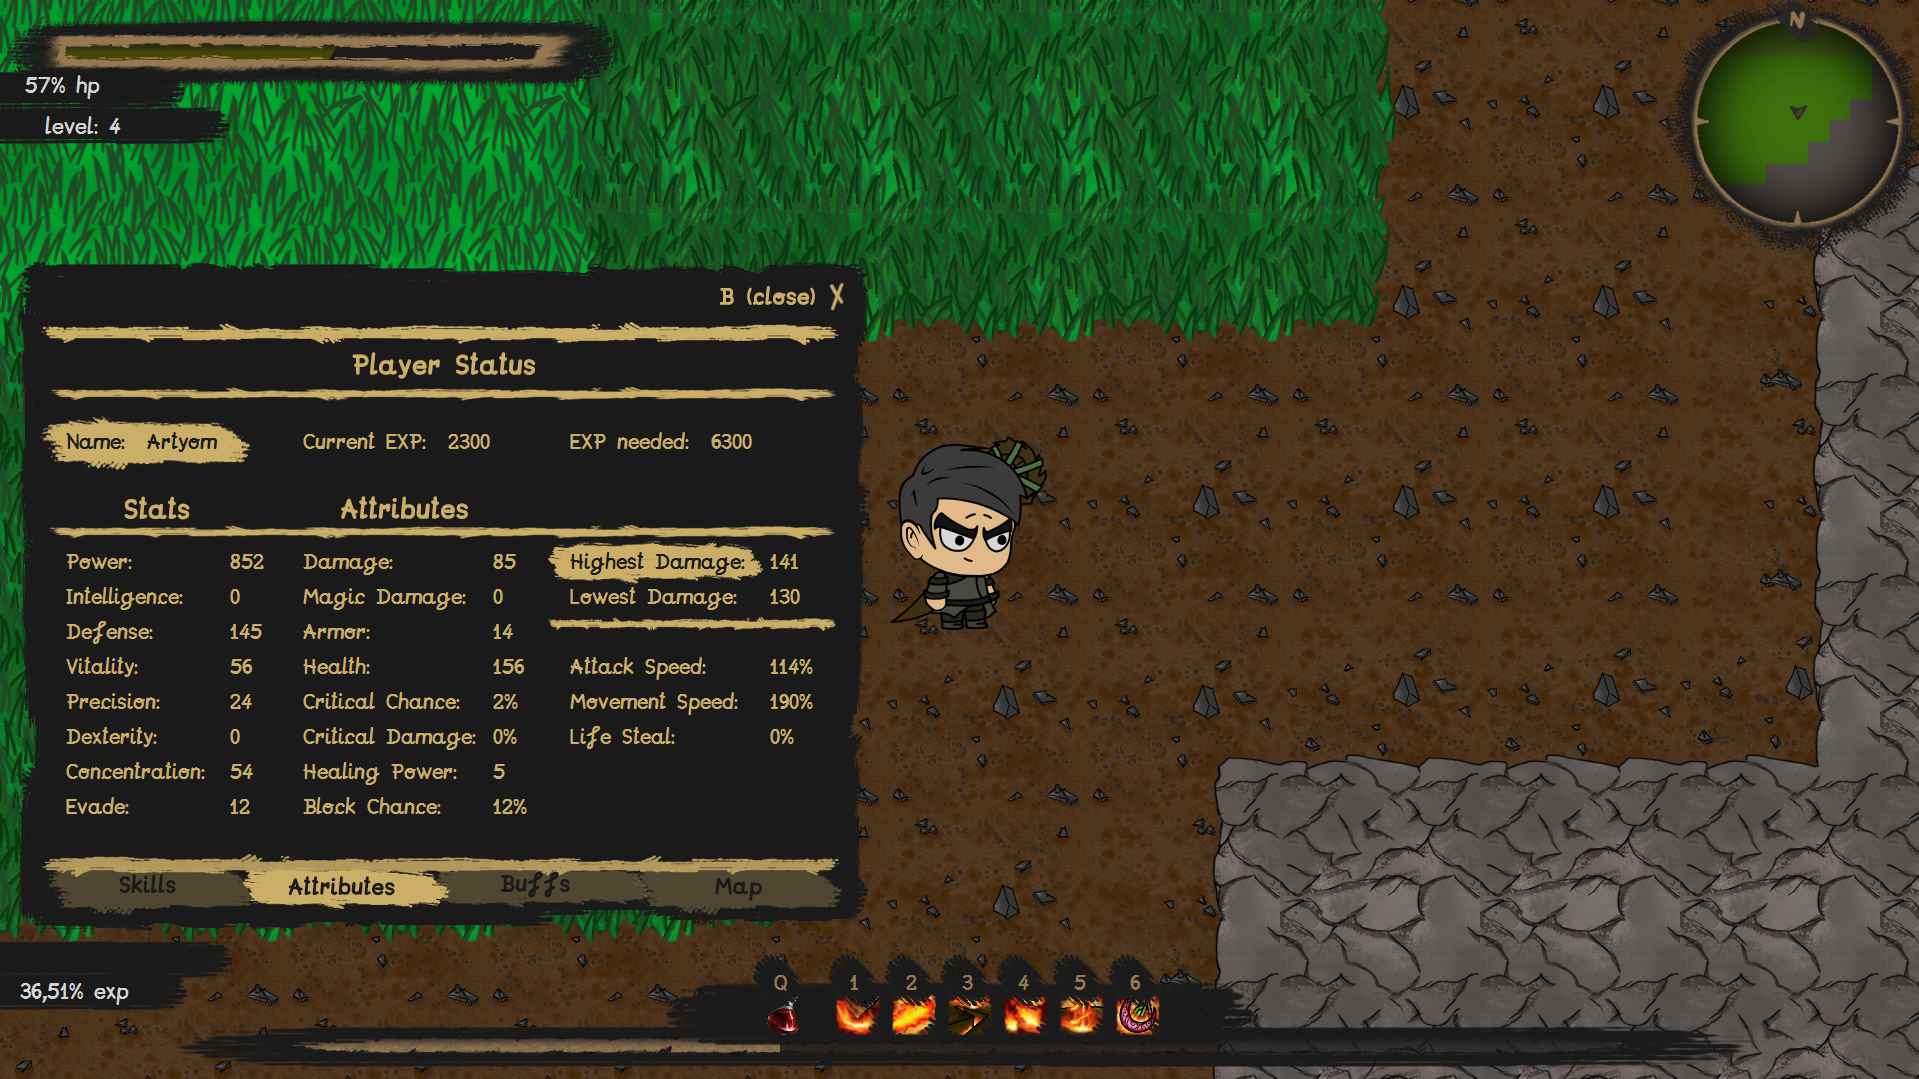 N
57% hp
level: 4
B (close) X
Player Status
Name: Artyom Current EXP: 2300 EXP needed: 6300
Stats Attributes
Power: 852 Damage: 85 Highest Damage: 141
Intelligence: 0 Magic Damage: 0 Lowest Damage: 130
Defense: 145 Armor: 14
Vitality: 56 Health: 156 Attack Speed: 114%
Precision: 24 Critical Chance: 2% Movement Speed: 190%
Dexterity: 0 Critical Damage: 0% Life Steal: 0%
Concentration: 54 Healing Power: 5
Evade: 12 Block Chance: 12%
Skills Attributes Buffs Map
36,51% exp
Q 1 2 3 4 5 6